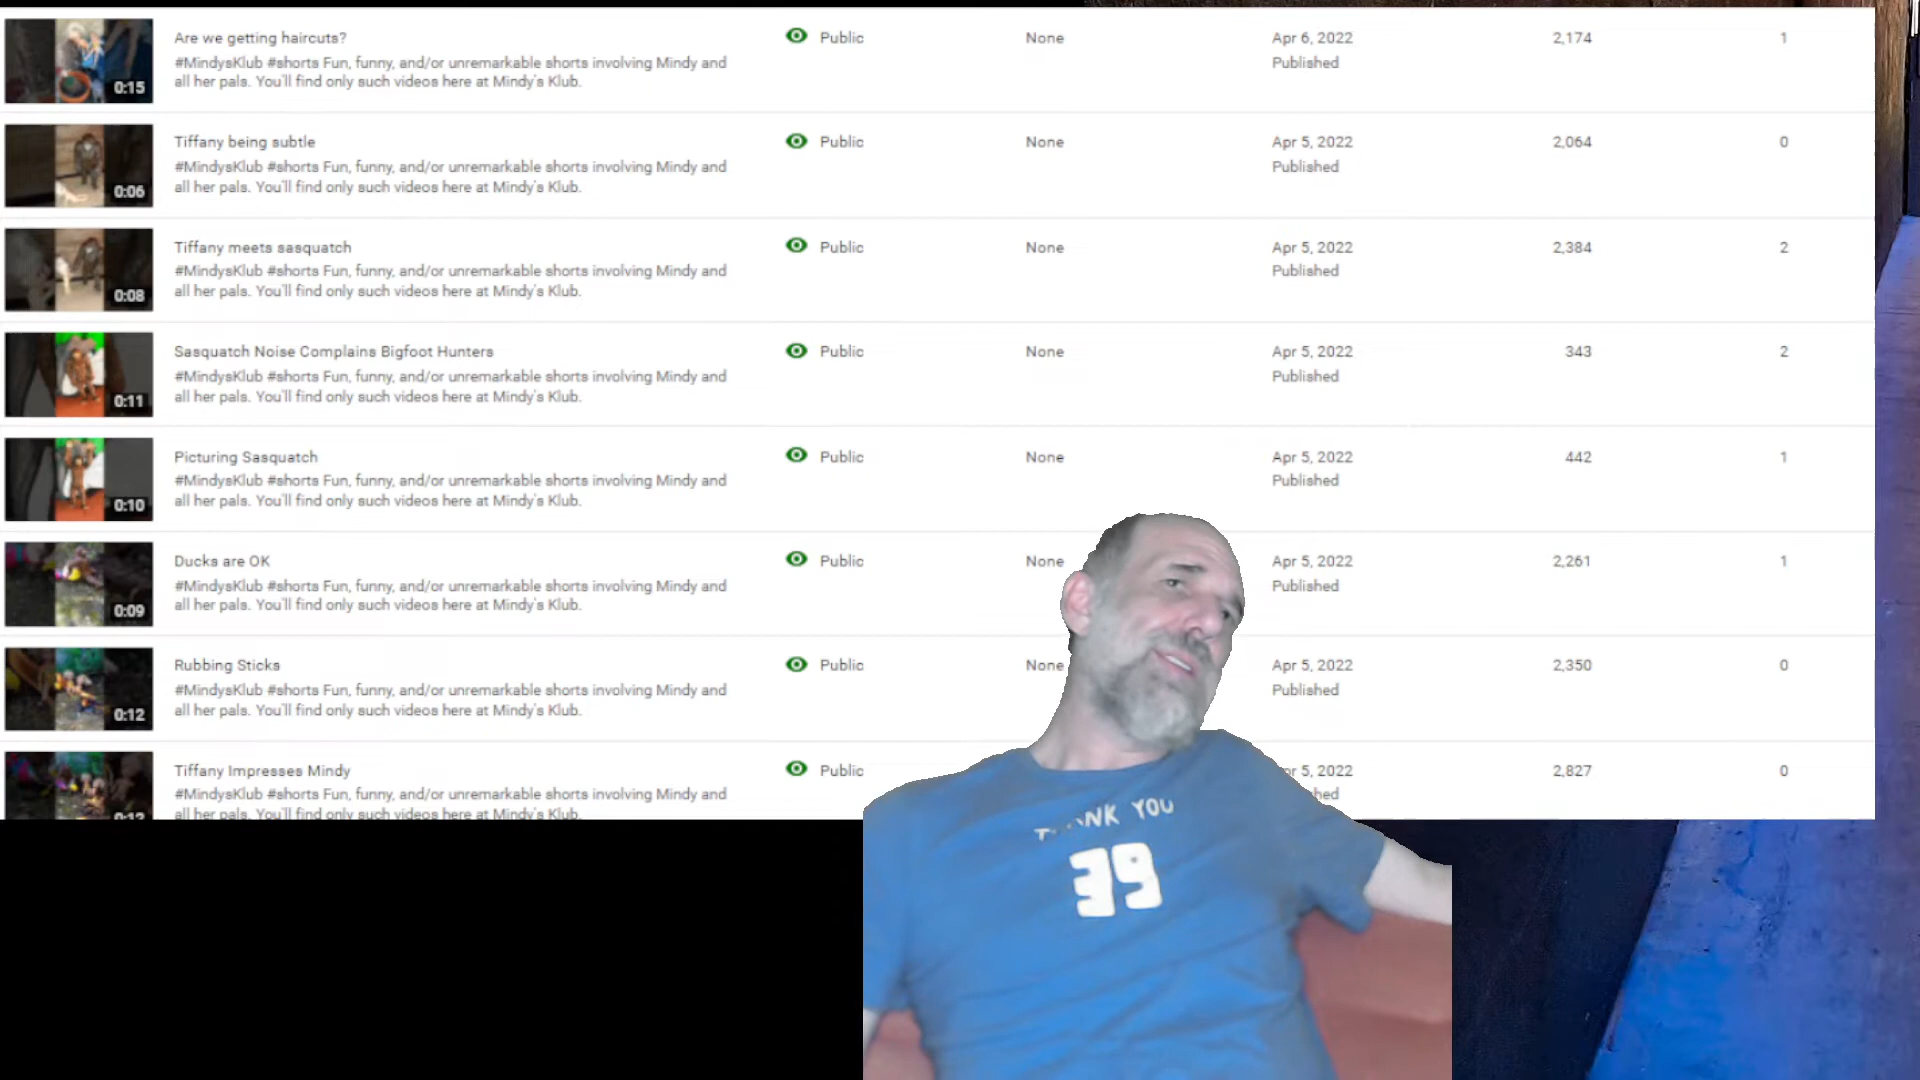 Are we getting haircuts? Public None Apr 6, 2022 2,174 1
#MindysKlub #shorts Fun, funny, and/or unremarkable shorts involving Mindy and Published
all her pals. You'll find only such videos here at Mindy's Klub.
0:15
Tiffany being subtle Public None Apr 5, 2022 2,064 0
#MindysKlub #shorts Fun, funny, and/or unremarkable shorts involving Mindy and Published
all her pals. You'll find only such videos here at Mindy's Klub.
0:06
Tiffany meets sasquatch Public None Apr 5, 2022 2,384 2
#MindysKlub #shorts Fun, funny, and/or unremarkable shorts involving Mindy and Published
all her pals. You'll find only such videos here at Mindy's Klub.
0:08
Sasquatch Noise Complains Bigfoot Hunters Public None Apr 5, 2022 343 2
#MindysKlub #shorts Fun, funny, and/or unremarkable shorts involving Mindy and Published
all her pals. You'll find only such videos here at Mindy's Klub.
0:11
Picturing Sasquatch Public None Apr 5, 2022 442 1
#MindysKlub #shorts Fun, funny, and/or unremarkable shorts involving Mindy and Published
all her pals. You'll find only such videos here at Mindy's Klub.
0:10
Ducks are OK Public None Apr 5, 2022 2,261 1
#MindysKlub #shorts Fun, funny, and/or unremarkable shorts involving Mindy and Published
all her pals. You'll find only such videos here at Mindy's Klub.
0:09
Rubbing Sticks Public None Apr 5, 2022 2,350 0
#MindysKlub #shorts Fun, funny, and/or unremarkable shorts involving Mindy and Published
all her pals. You'll find only such videos here at Mindy's Klub.
0:12
Tiffany Impresses Mindy Public 5, 2022 2,827 0
#MindysKlub #shorts Fun, funny, and/or unremarkable shorts involving Mindy and
all her pals. You'll find only such videos here at Mindy's Klub.
YOU
39